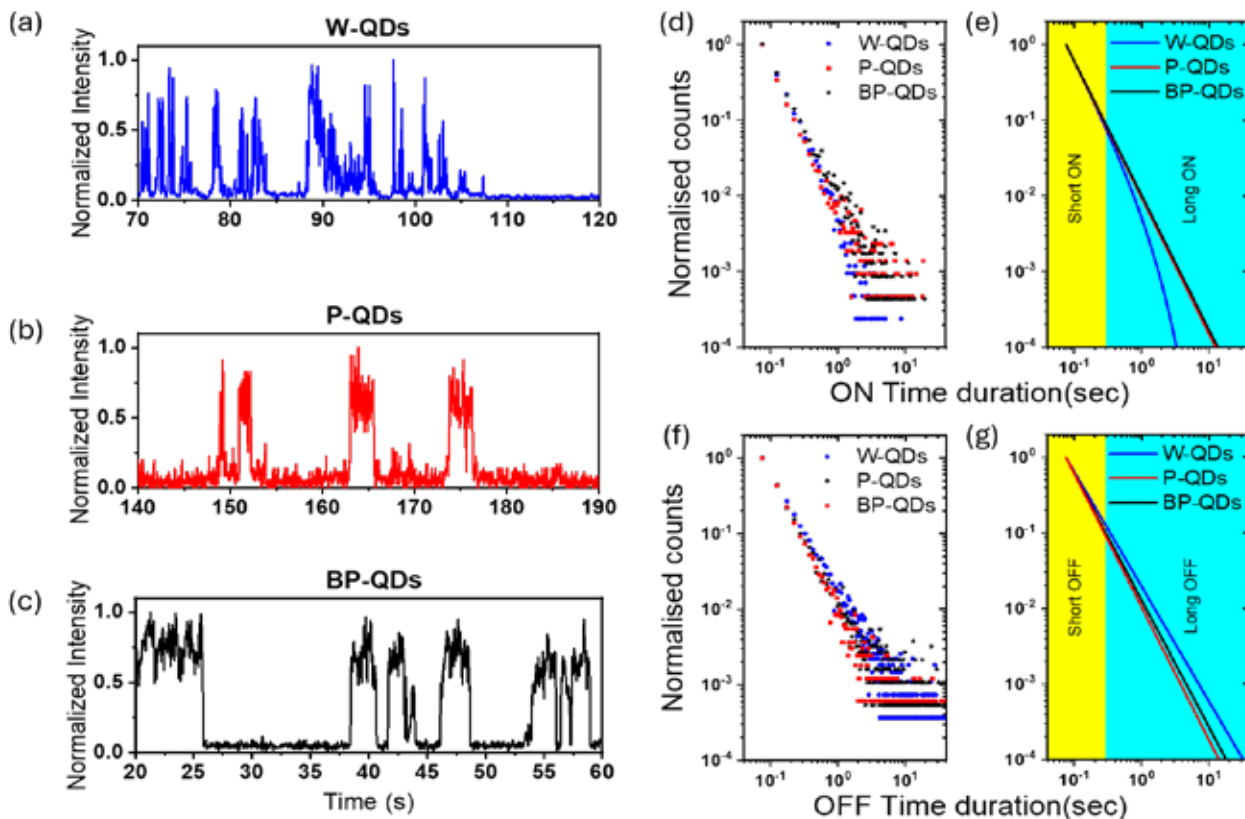 (a)
W-QDs
Normalized Intensity
1.0
0.5
0.0
70 80 90 100 110 120
(b)
P-QDs
Normalized Intensity
1.0
0.5
0.0
140 150 160 170 180 190
(c)
BP-QDs
Normalized Intensity
1.0
0.5
0.0
20 25 30 35 40 45 50 55 60
Time (s)
(d)
Normalised counts
10^0
10^-1
10^-2
10^-3
10^-4
W-QDs
P-QDs
BP-QDs
10^-1 10^0 10^1
(e)
10^0
10^-1
10^-2
10^-3
10^-4
W-QDs
P-QDs
BP-QDs
Short ON
Long ON
10^-1 10^0 10^1
ON Time duration(sec)
(f)
Normalised counts
10^0
10^-1
10^-2
10^-3
10^-4
W-QDs
P-QDs
BP-QDs
10^-1 10^0 10^1
(g)
10^0
10^-1
10^-2
10^-3
10^-4
W-QDs
P-QDs
BP-QDs
Short OFF
Long OFF
10^-1 10^0 10^1
OFF Time duration(sec)